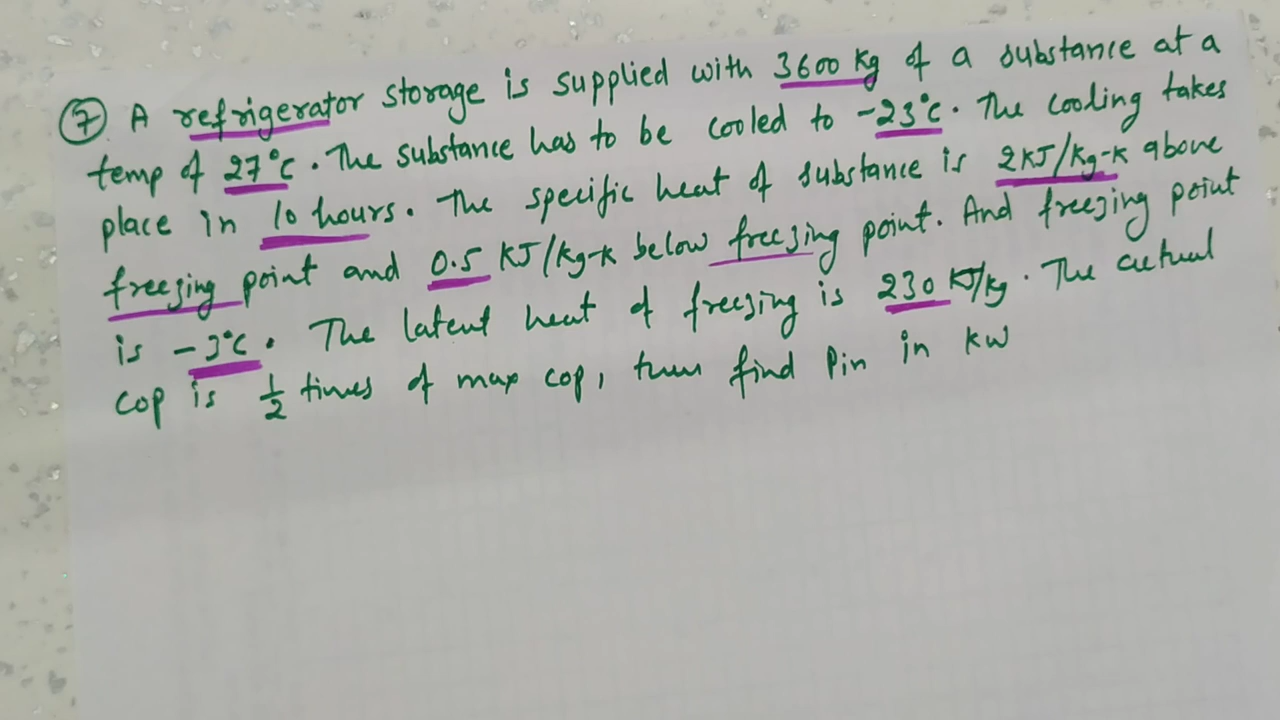 ⑦ A refrigerator storage is supplied with 3600 Kg of a substance at a
temp of 27°C. The substance has to be cooled to -23°C. The cooling takes
place in 10 hours. The specific heat of substance is 2KJ/Kg-K above
freezing point and 0.5 KJ/Kg-K below freezing point. And freezing point
is -3°C. The latent heat of freezing is 230 KJ/kg. The actual
COP is 1/2 times of max COP, then find Pin in kw